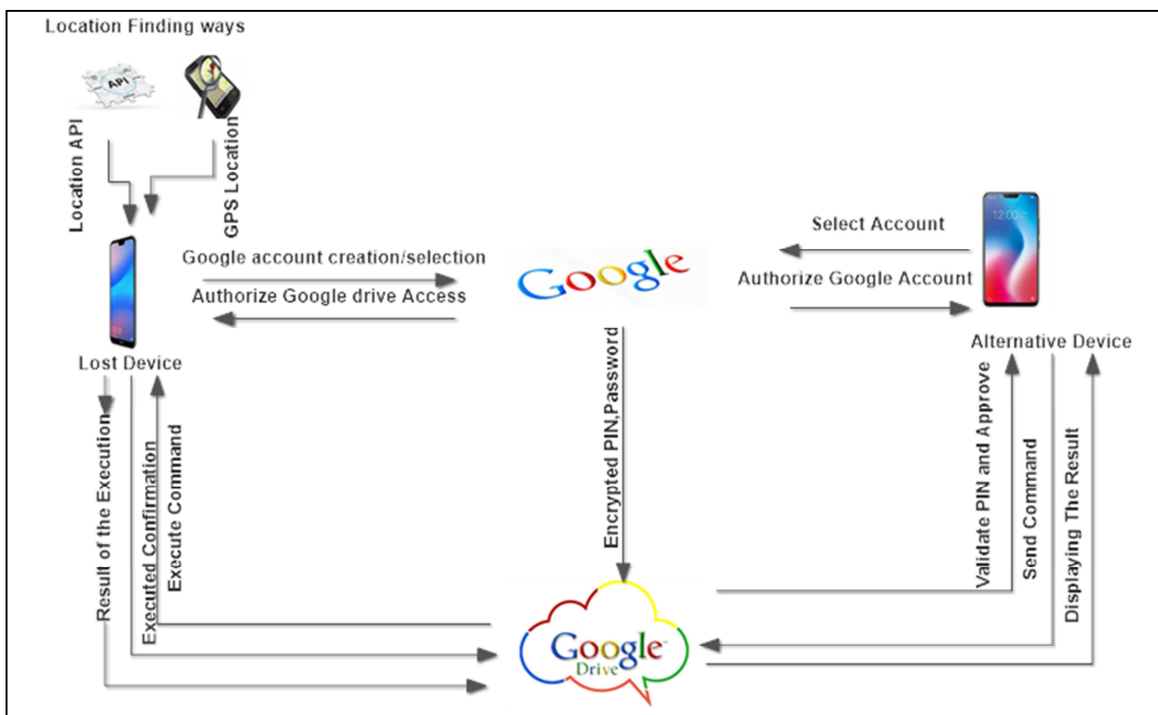 Location Finding ways
API
Location API
GPS Location
12:00
Select Account
Google account creation/selection
Google
Authorize Google Account
Authorize Google drive Access
Lost Device
Alternative Device
Result of the Execution
Executed Confirmation
Execute Command
Encrypted PIN,Password
Validate PIN and Approve
Send Command
Displaying The Result
Google
Drive